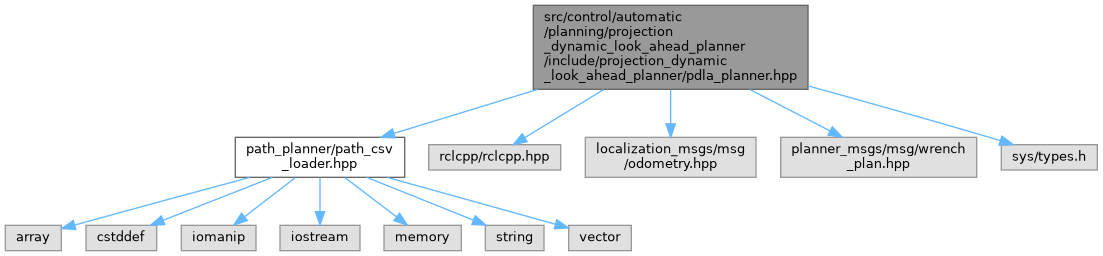 src/control/automatic
/planning/projection
_dynamic_look_ahead_planner
/include/projection_dynamic
_look_ahead_planner/pdla_planner.hpp
path_planner/path_csv
_loader.hpp
rclcpp/rclcpp.hpp
localization_msgs/msg
/odometry.hpp
planner_msgs/msg/wrench
_plan.hpp
sys/types.h
array
cstddef
iomanip
iostream
memory
string
vector